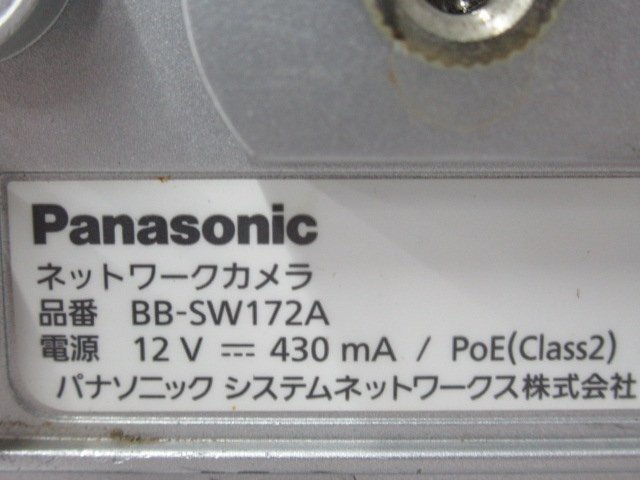 Panasonic
ネットワークカメラ
品番 BB-SW172A
電源 12 V ⎓ 430 mA / PoE(Class2)
パナソニック システムネットワークス株式会社